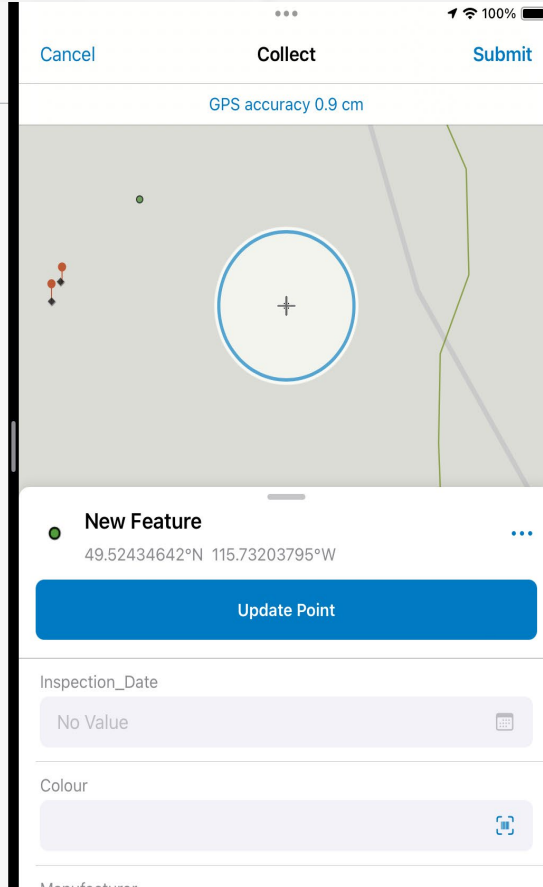 100%
Cancel Collect Submit
GPS accuracy 0.9 cm
New Feature
49.52434642°N 115.73203795°W
Update Point
Inspection_Date
No Value
Colour
Manufacturer